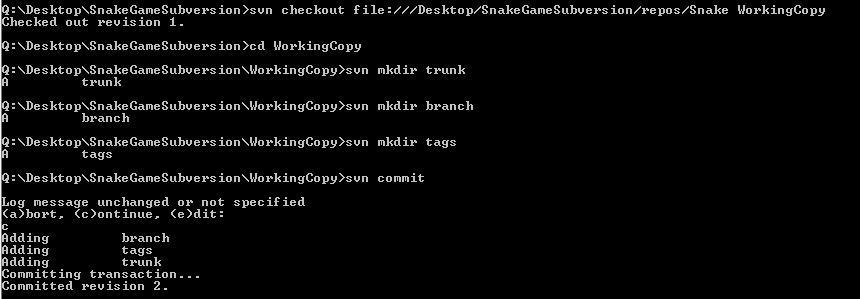 Q:\Desktop\SnakeGameSubversion>svn checkout file:///Desktop/SnakeGameSubversion/repos/Snake WorkingCopy
Checked out revision 1.
Q:\Desktop\SnakeGameSubversion>cd WorkingCopy
Q:\Desktop\SnakeGameSubversion\WorkingCopy>svn mkdir trunk
A         trunk
Q:\Desktop\SnakeGameSubversion\WorkingCopy>svn mkdir branch
A         branch
Q:\Desktop\SnakeGameSubversion\WorkingCopy>svn mkdir tags
A         tags
Q:\Desktop\SnakeGameSubversion\WorkingCopy>svn commit
Log message unchanged or not specified
(a)bort, (c)ontinue, (e)dit:
c
Adding         branch
Adding         tags
Adding         trunk
Committing transaction...
Committed revision 2.